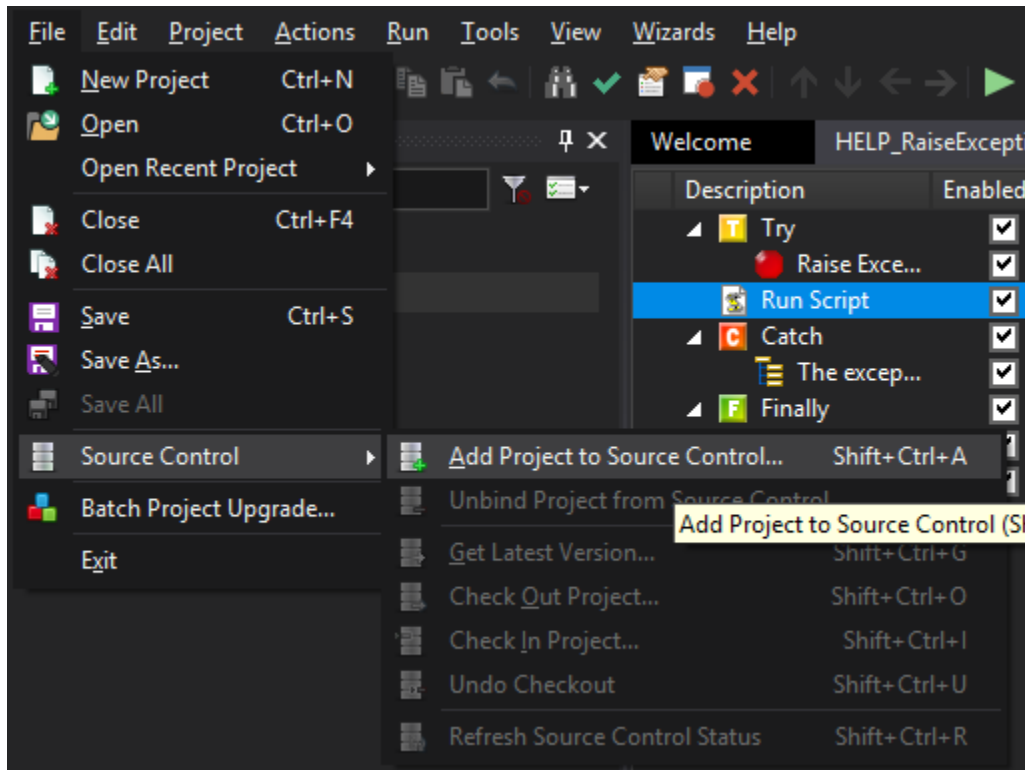 File Edit Project Actions Run Tools View Wizards Help
New Project Ctrl+N
Open Ctrl+O
Open Recent Project
Close Ctrl+F4
Close All
Save Ctrl+S
Save As...
Save All
Source Control
Batch Project Upgrade...
Exit
Welcome HELP_RaiseExcepti
Description Enabled
T Try
Raise Exce...
Run Script
C Catch
The excep...
F Finally
Add Project to Source Control... Shift+Ctrl+A
Unbind Project from Source Control
Add Project to Source Control (Sh
Get Latest Version... Shift+Ctrl+G
Check Out Project... Shift+Ctrl+O
Check In Project... Shift+Ctrl+I
Undo Checkout Shift+Ctrl+U
Refresh Source Control Status Shift+Ctrl+R